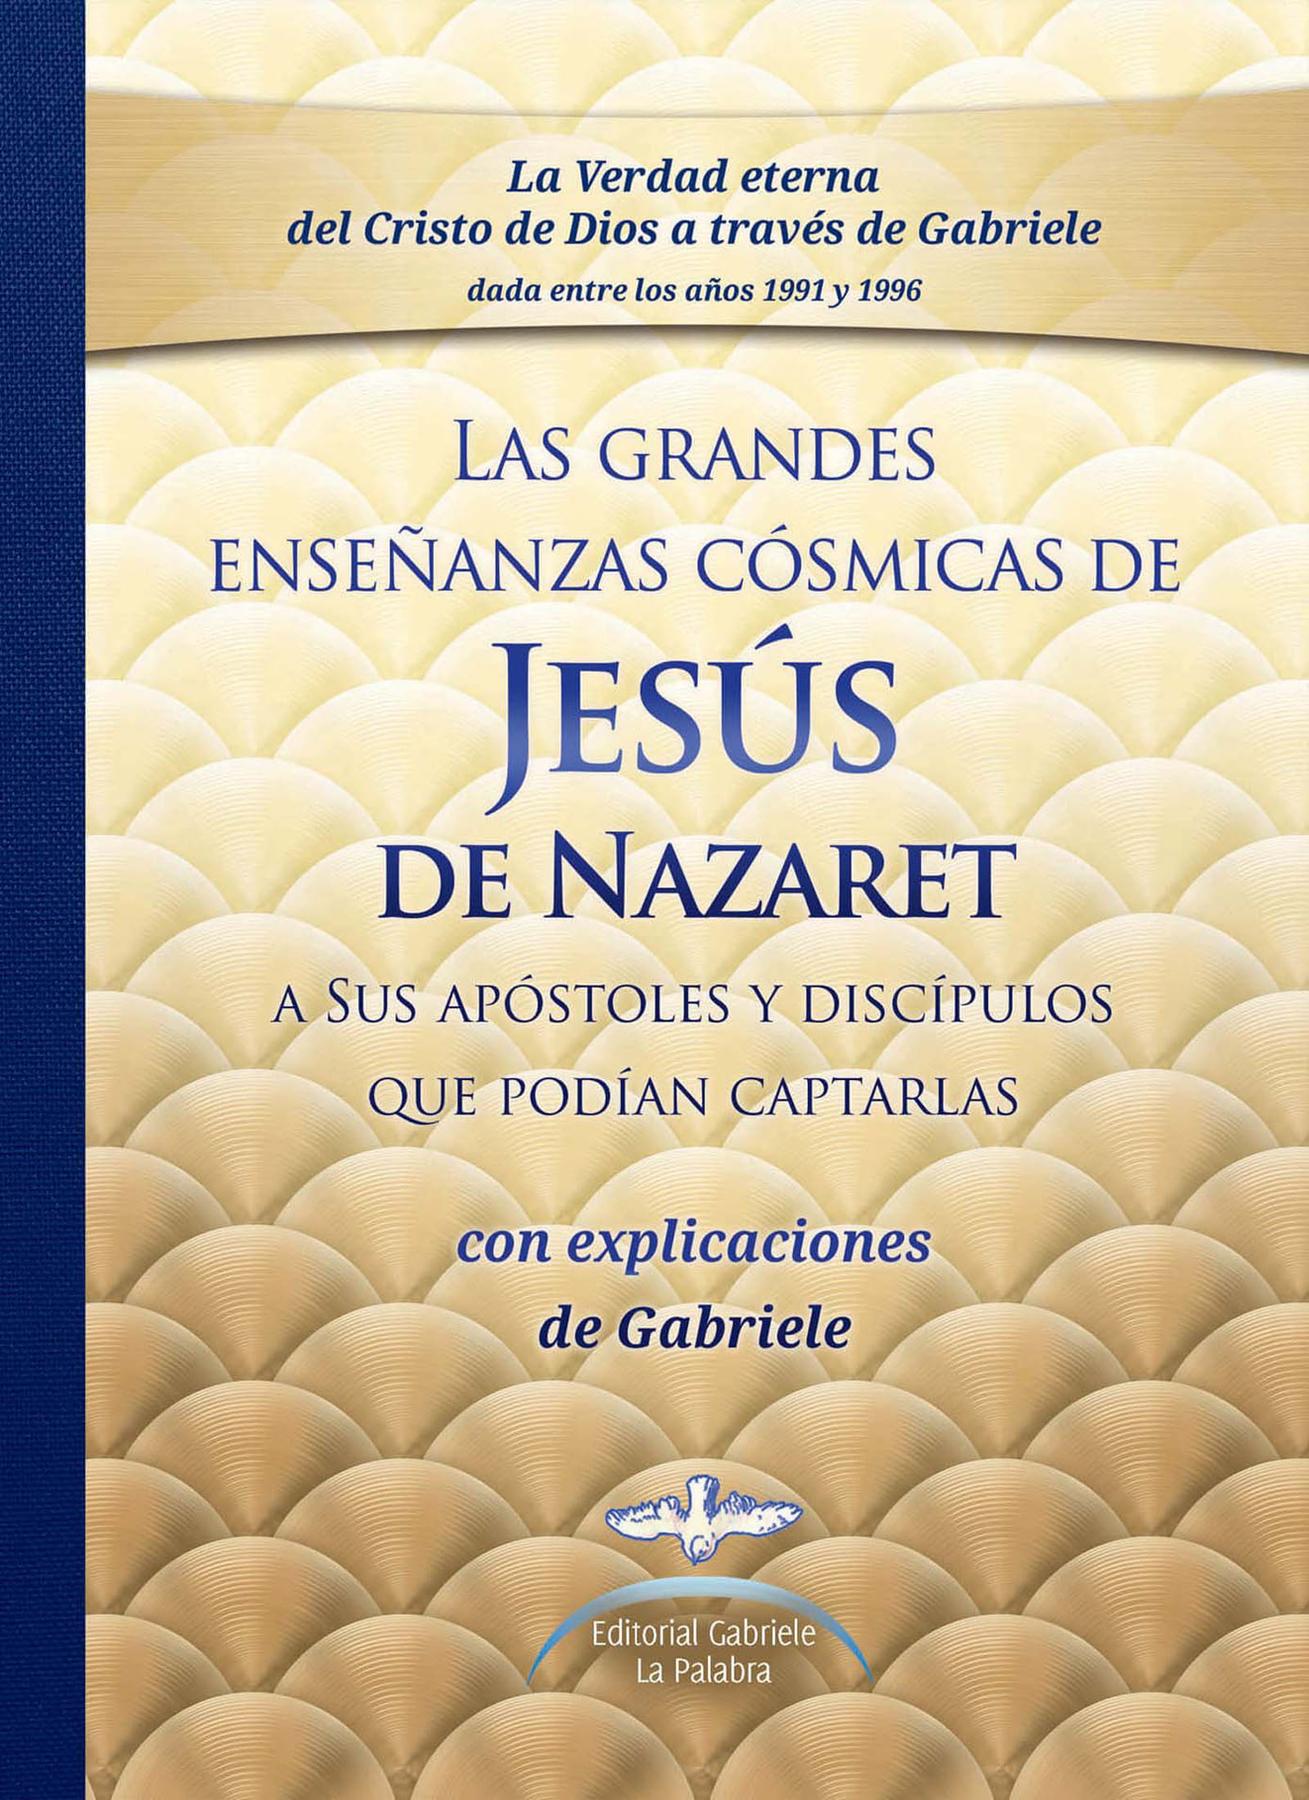 La Verdad eterna
del Cristo de Dios a través de Gabriele
dada entre los años 1991 y 1996
LAS GRANDES
ENSEÑANZAS CÓSMICAS DE
JESÚS
DE NAZARET
A SUS APÓSTOLES Y DISCÍPULOS
QUE PODÍAN CAPTARLAS
con explicaciones
de Gabriele
Editorial Gabriele
La Palabra